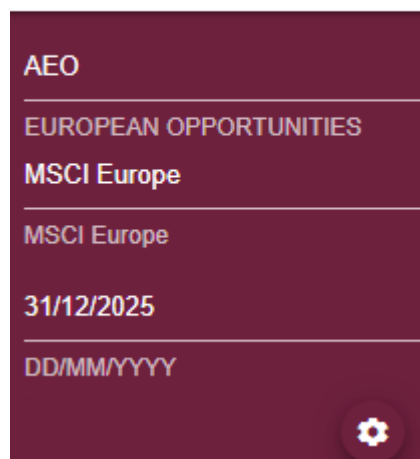 AEO
EUROPEAN OPPORTUNITIES
MSCI Europe
MSCI Europe
31/12/2025
DD/MM/YYYY